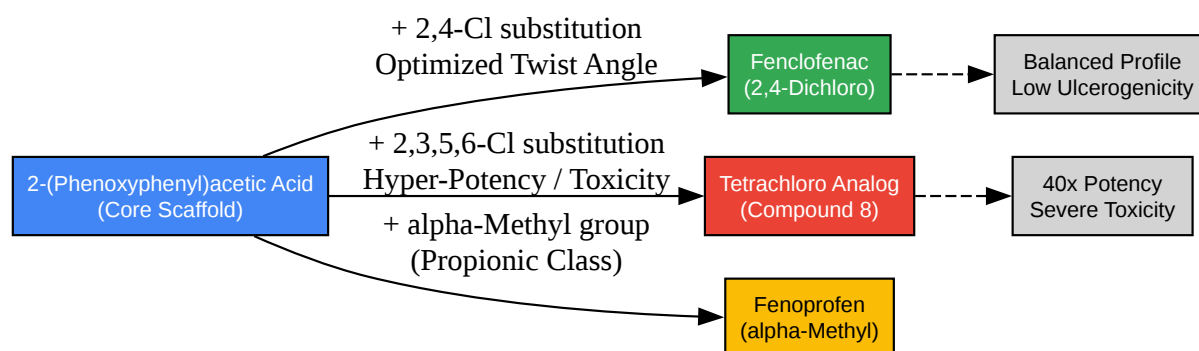 + 2,4-Cl substitution
Optimized Twist Angle
Fenclofenac
(2,4-Dichloro)
Balanced Profile
Low Ulcerogenicity
2-(Phenoxyphenyl)acetic Acid
(Core Scaffold)
+ 2,3,5,6-Cl substitution
Hyper-Potency / Toxicity
Tetrachloro Analog
(Compound 8)
40x Potency
Severe Toxicity
+ alpha-Methyl group
(Propionic Class)
Fenoprofen
(alpha-Methyl)